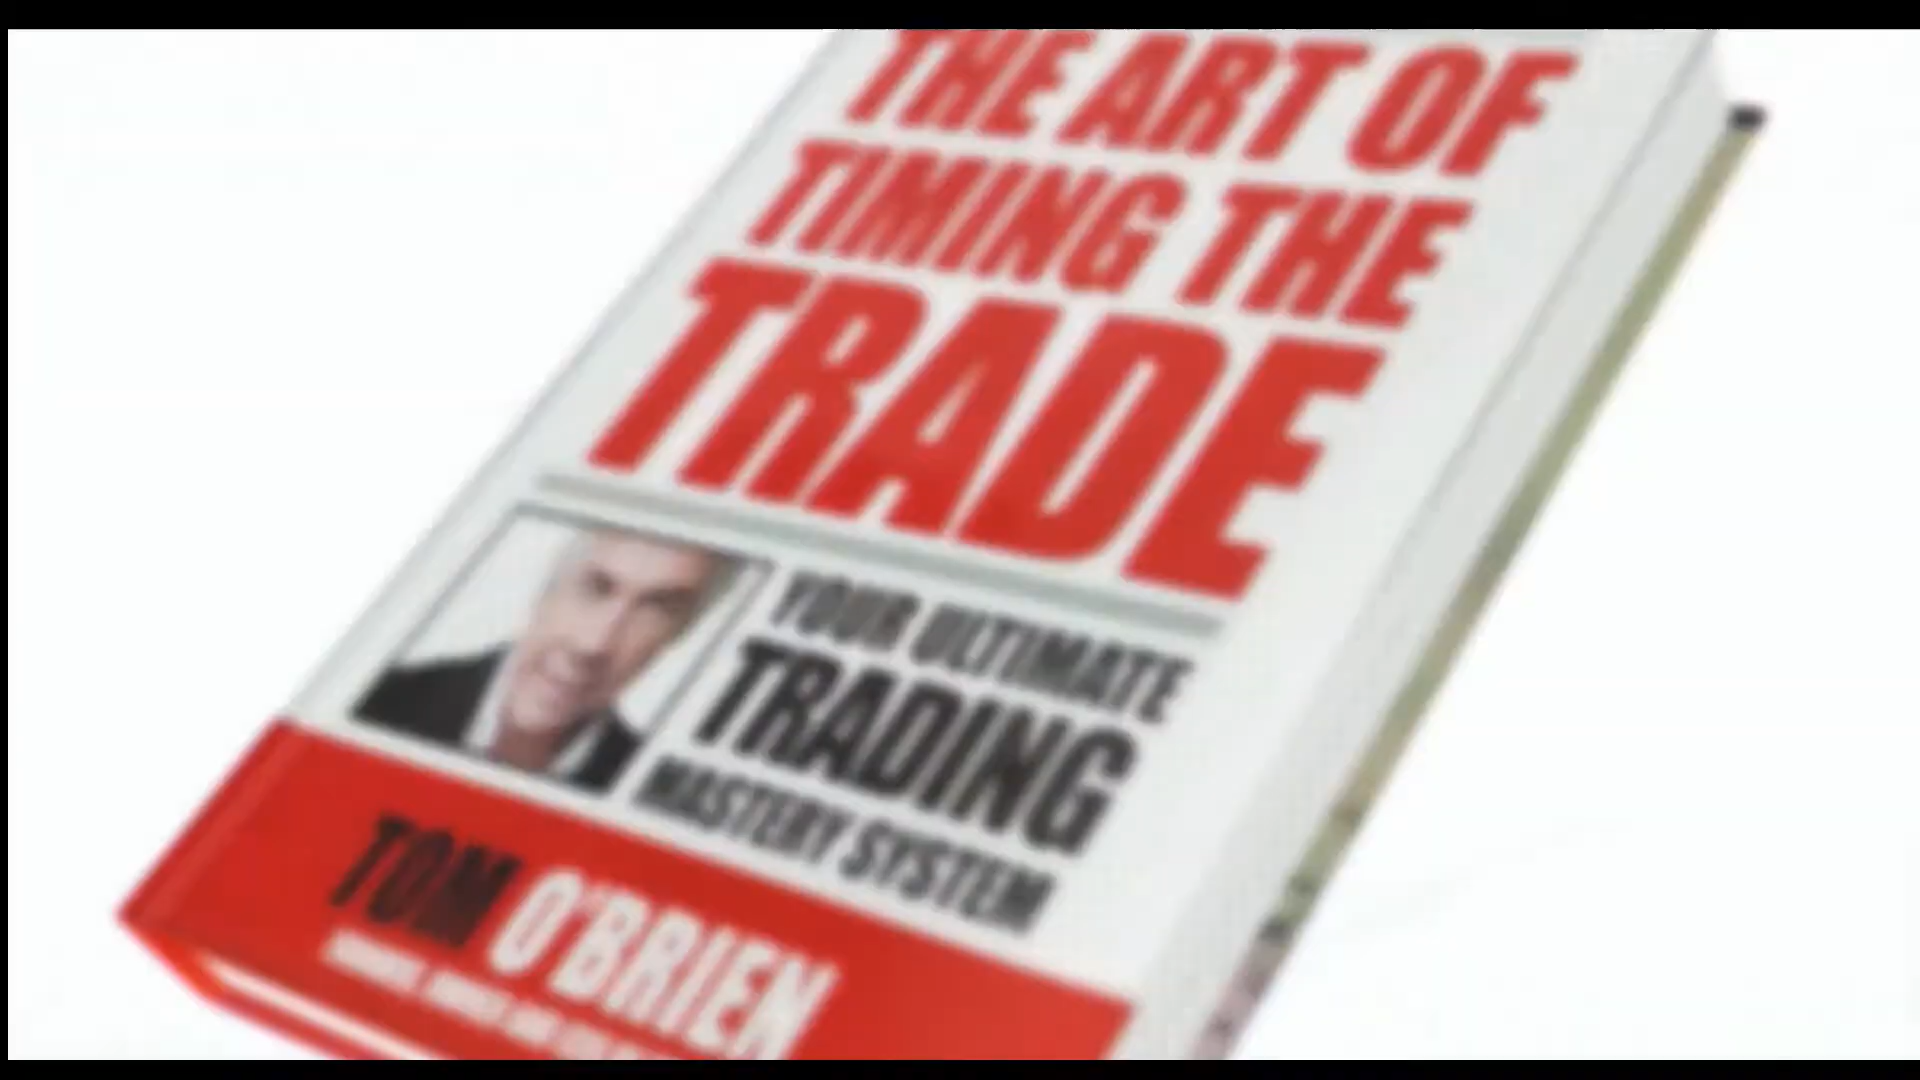 THE ART OF
TIMING THE
TRADE
YOUR ULTIMATE
TRADING
MASTERY SYSTEM
TOM O'BRIEN